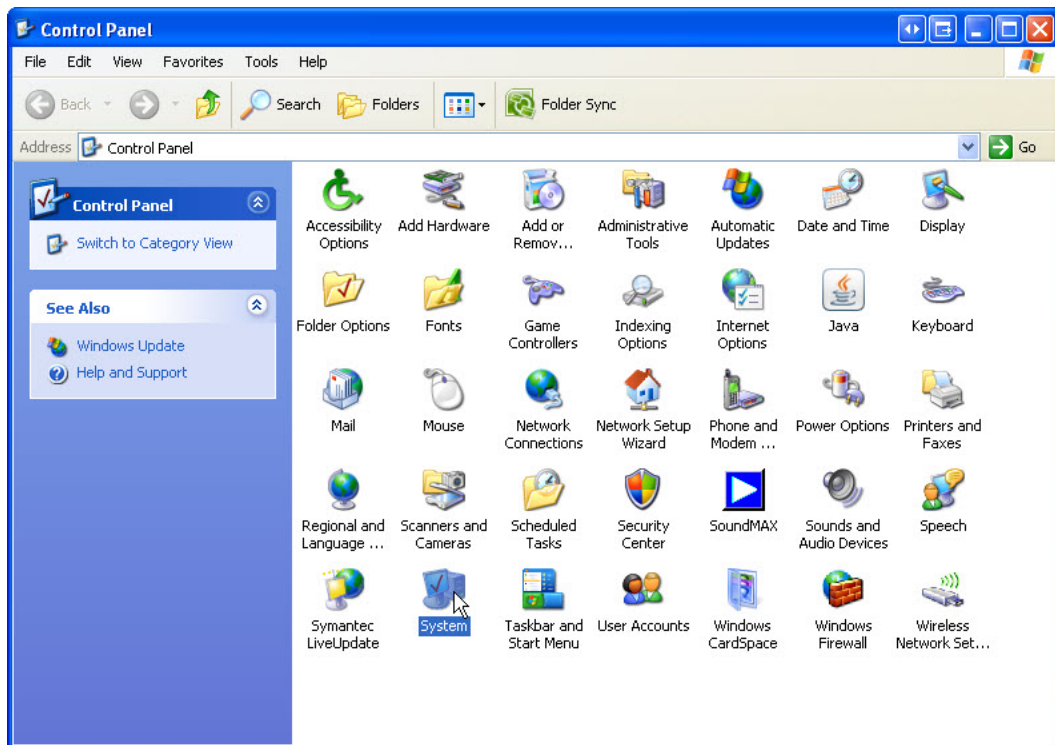 Control Panel
File Edit View Favorites Tools Help
Back Search Folders Folder Sync
Address Control Panel Go
Control Panel
Switch to Category View
See Also
Windows Update
Help and Support
Accessibility Options
Add Hardware
Add or Remov...
Administrative Tools
Automatic Updates
Date and Time
Display
Folder Options
Fonts
Game Controllers
Indexing Options
Internet Options
Java
Keyboard
Mail
Mouse
Network Connections
Network Setup Wizard
Phone and Modem ...
Power Options
Printers and Faxes
Regional and Language ...
Scanners and Cameras
Scheduled Tasks
Security Center
SoundMAX
Sounds and Audio Devices
Speech
Symantec LiveUpdate
System
Taskbar and Start Menu
User Accounts
Windows CardSpace
Windows Firewall
Wireless Network Set...